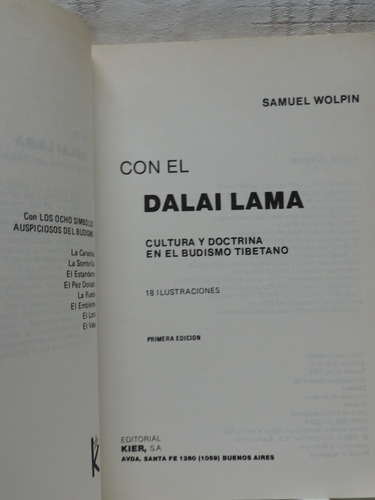 Con LOS OCHO SIMBOLOS
AUSPICIOSOS DEL BUDISMO
La Caracola
La Sombrilla
El Estandarte
El Pez Dorado
La Rueda
El Emblema
El Loto
El Vaso
K
SAMUEL WOLPIN
CON EL
DALAI LAMA
CULTURA Y DOCTRINA
EN EL BUDISMO TIBETANO
18 ILUSTRACIONES
PRIMERA EDICION
EDITORIAL
KIER, S.A.
AVDA. SANTA FE 1260 (1059) BUENOS AIRES